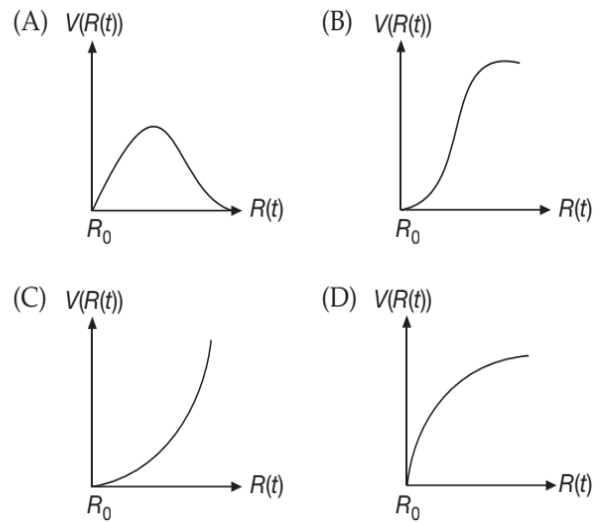 (A) V(R(t))
R(t)
R₀
(B) V(R(t))
R(t)
R₀
(C) V(R(t))
R(t)
R₀
(D) V(R(t))
R(t)
R₀